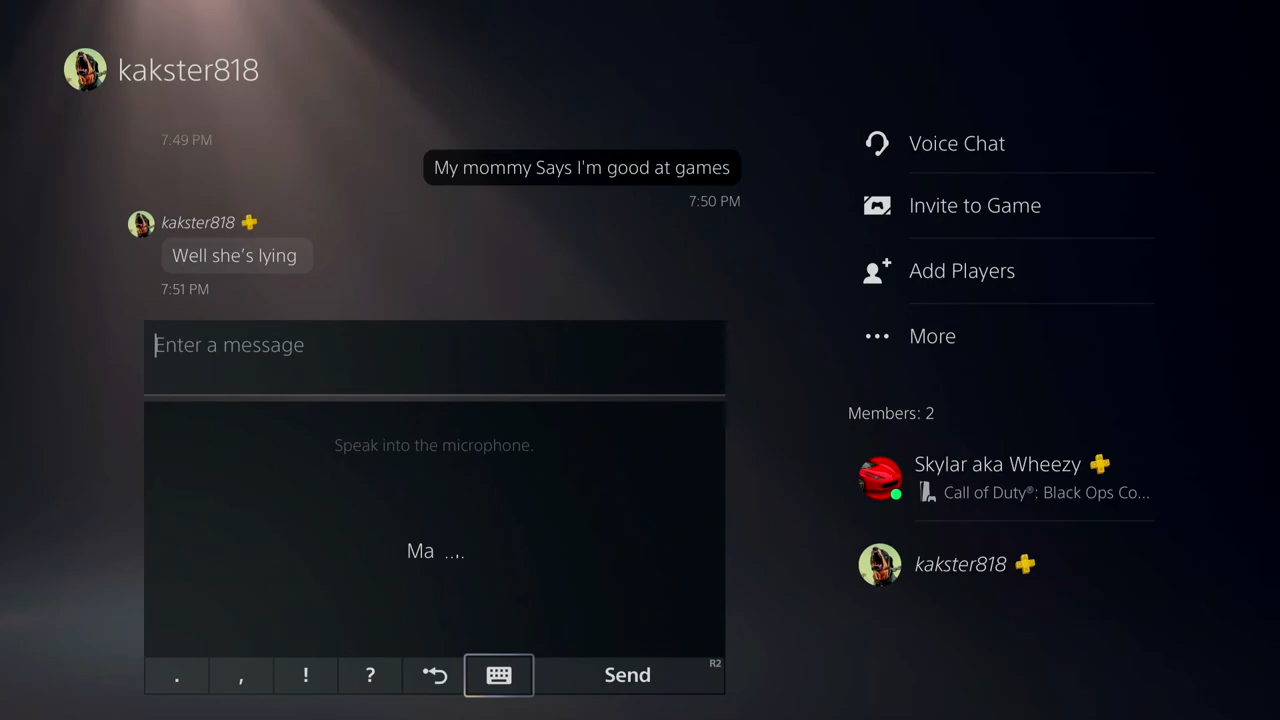 kakster818
7:49 PM
My mommy Says I'm good at games
7:50 PM
kakster818
Well she's lying
7:51 PM
Enter a message
Speak into the microphone.
Ma ....
. , ! ? Send R2
Voice Chat
Invite to Game
Add Players
More
Members: 2
Skylar aka Wheezy
Call of Duty®: Black Ops Co...
kakster818